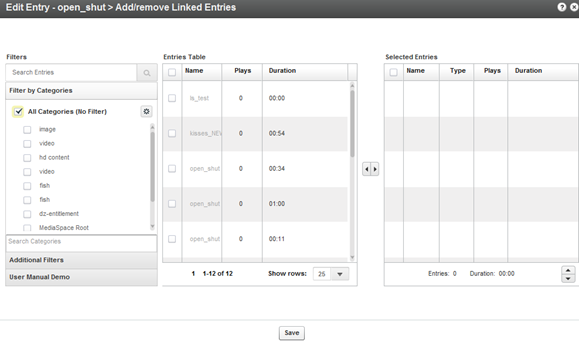 Edit Entry - open_shut > Add/remove Linked Entries
Filters
Search Entries
Filter by Categories
All Categories (No Filter)
image
video
hd content
video
fish
fish
dz-entitlement
MediaSpace Root
Search Categories
Additional Filters
User Manual Demo
Entries Table
Name Plays Duration
ls_test 0 00:00
kisses_NEV 0 00:54
open_shut 0 00:34
open_shut 0 01:00
open_shut 0 00:11
1 1-12 of 12 Show rows: 25
Selected Entries
Name Type Plays Duration
Entries: 0 Duration: 00:00
Save